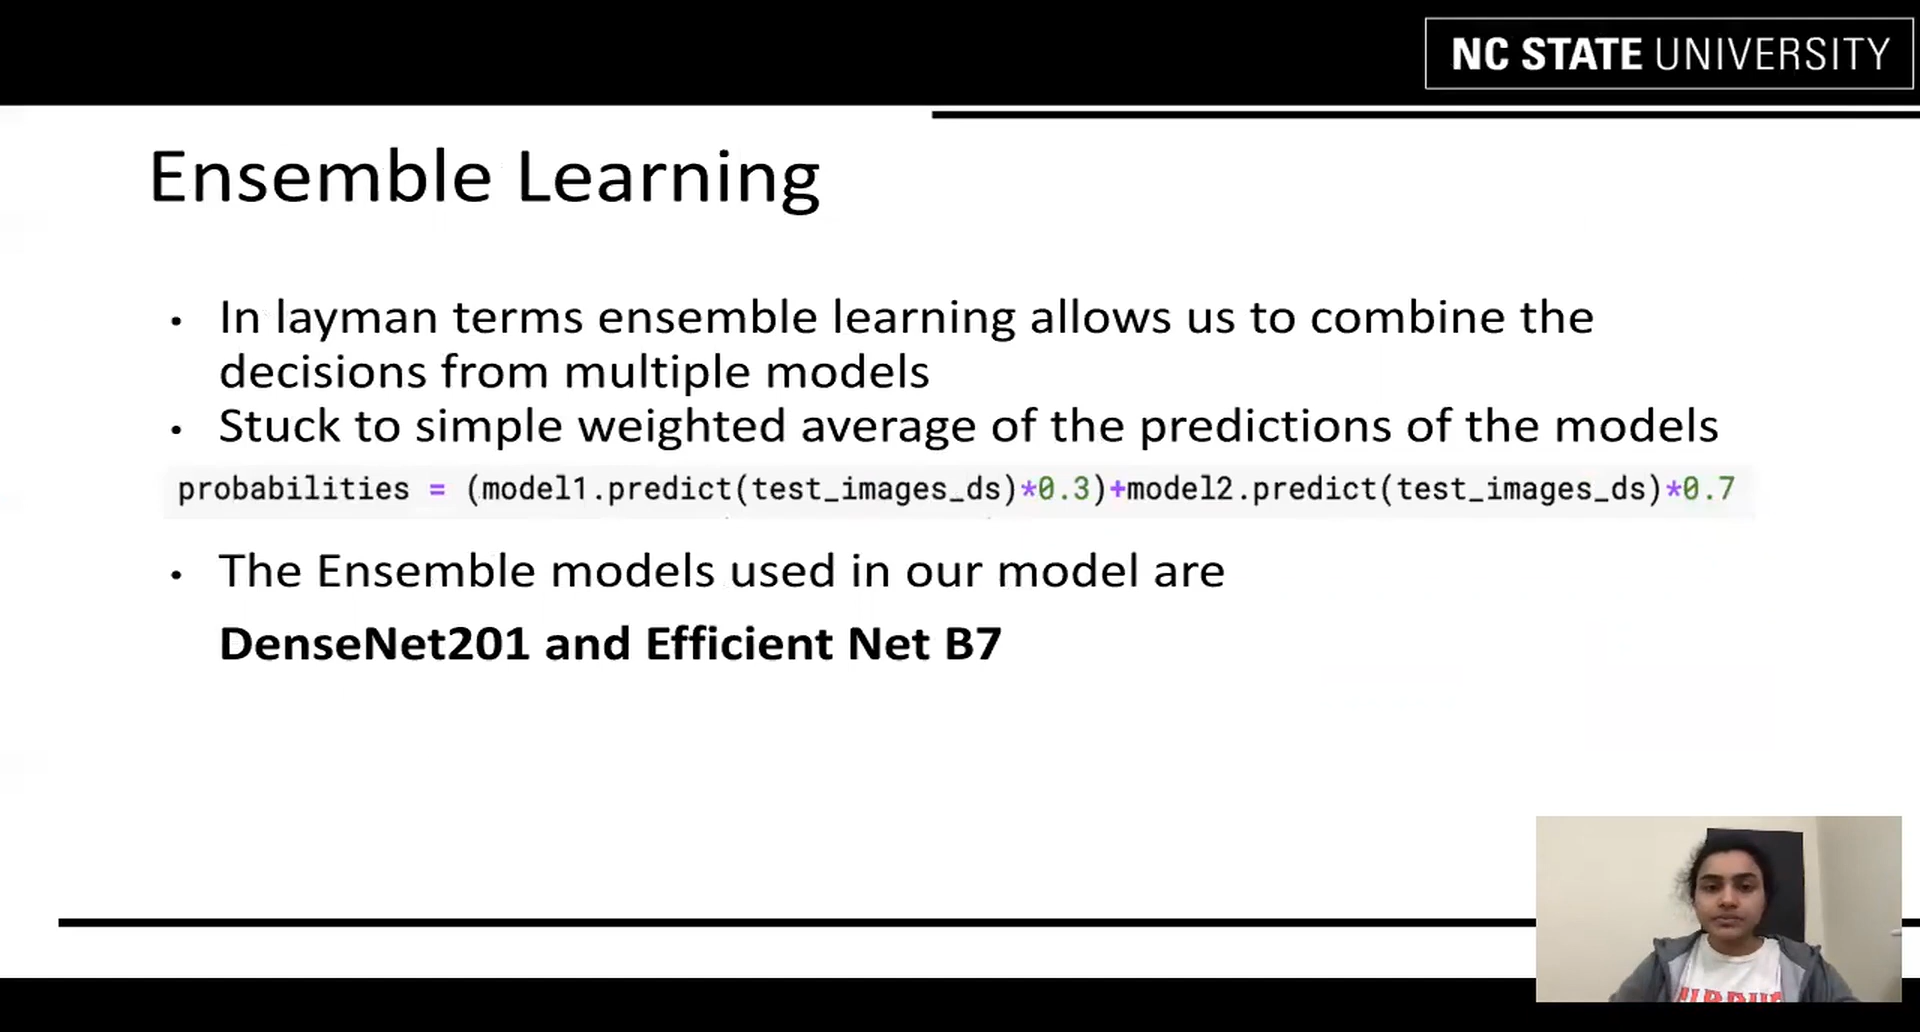 NC STATE UNIVERSITY
Ensemble Learning
• In layman terms ensemble learning allows us to combine the
decisions from multiple models
• Stuck to simple weighted average of the predictions of the models
probabilities = (model1.predict(test_images_ds)*0.3)+model2.predict(test_images_ds)*0.7
• The Ensemble models used in our model are
DenseNet201 and Efficient Net B7